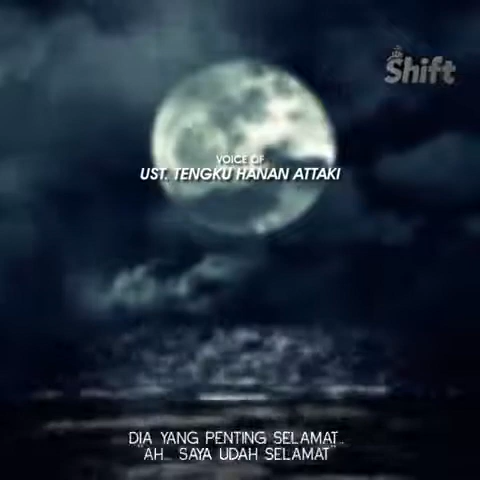 Shift
VOICE OF
UST. TENGKU HANAN ATTAKI
DIA YANG PENTING SELAMAT..
"AH... SAYA UDAH SELAMAT"